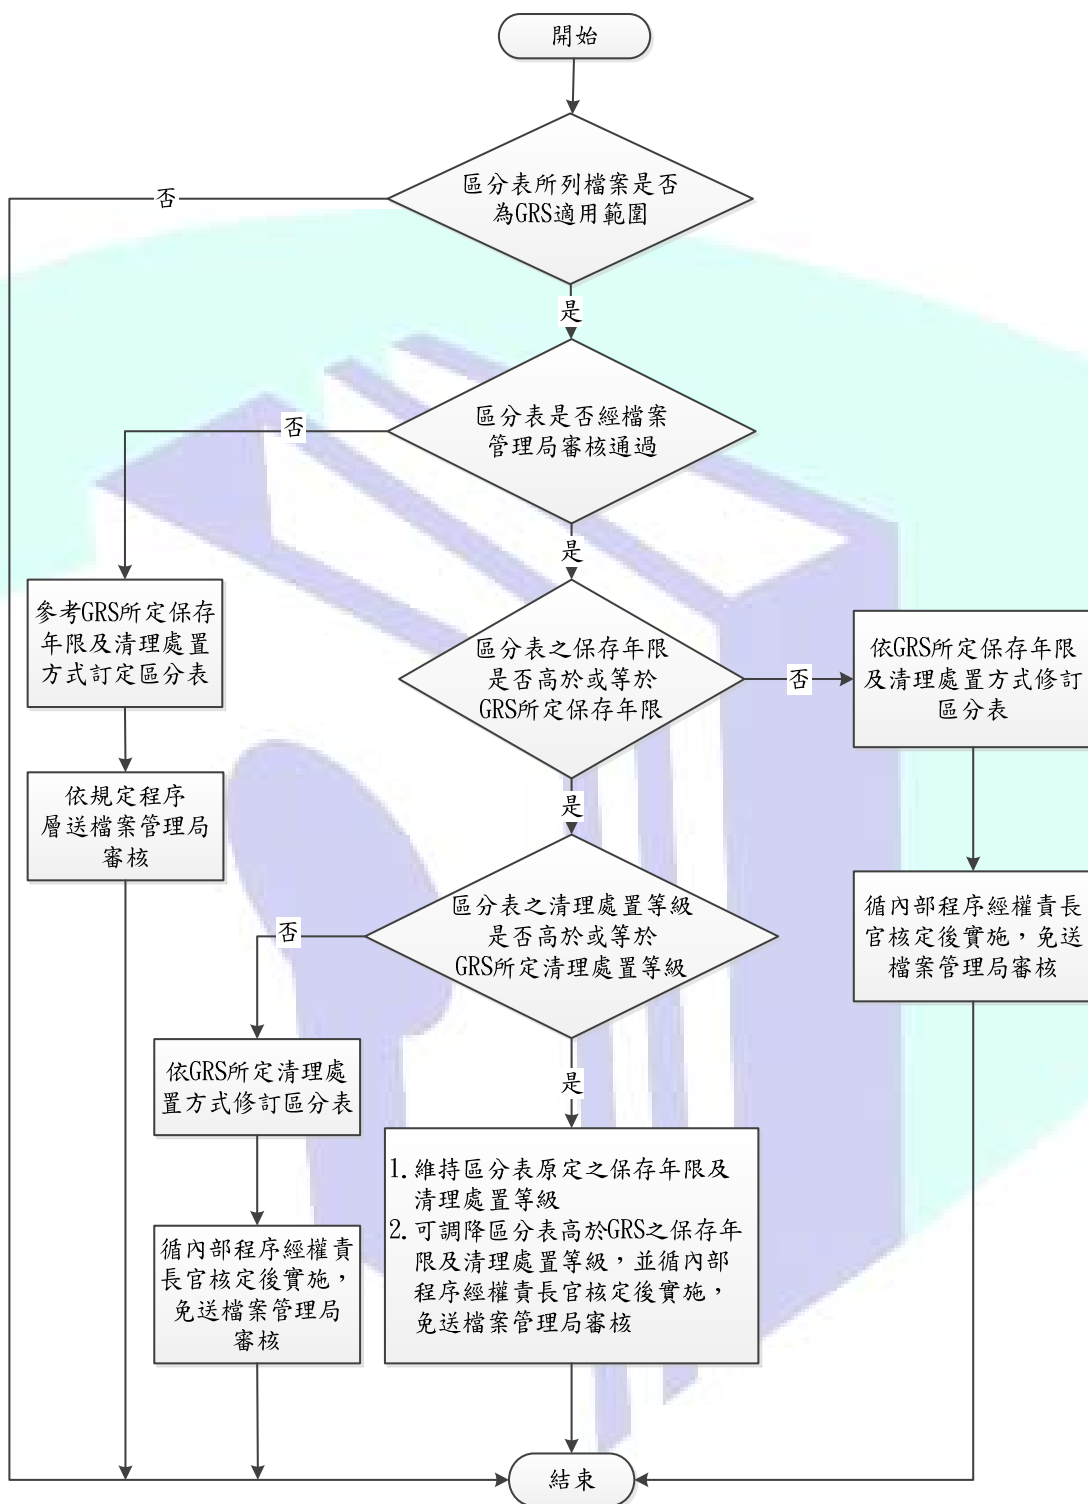 開始
區分表所列檔案是否
為GRS適用範圍
否
是
區分表是否經檔案
管理局審核通過
否
是
參考GRS所定保存
年限及清理處置
方式訂定區分表
區分表之保存年限
是否高於或等於
GRS所定保存年限
否
依GRS所定保存年限
及清理處置方式修訂
區分表
依規定程序
層送檔案管理局
審核
是
區分表之清理處置等級
是否高於或等於
GRS所定清理處置等級
否
循內部程序經權責長
官核定後實施，免送
檔案管理局審核
依GRS所定清理處
置方式修訂區分表
是
1. 維持區分表原定之保存年限及
清理處置等級
2. 可調降區分表高於GRS之保存年
限及清理處置等級，並循內部
程序經權責長官核定後實施，
免送檔案管理局審核
循內部程序經權責
長官核定後實施，
免送檔案管理局
審核
結束